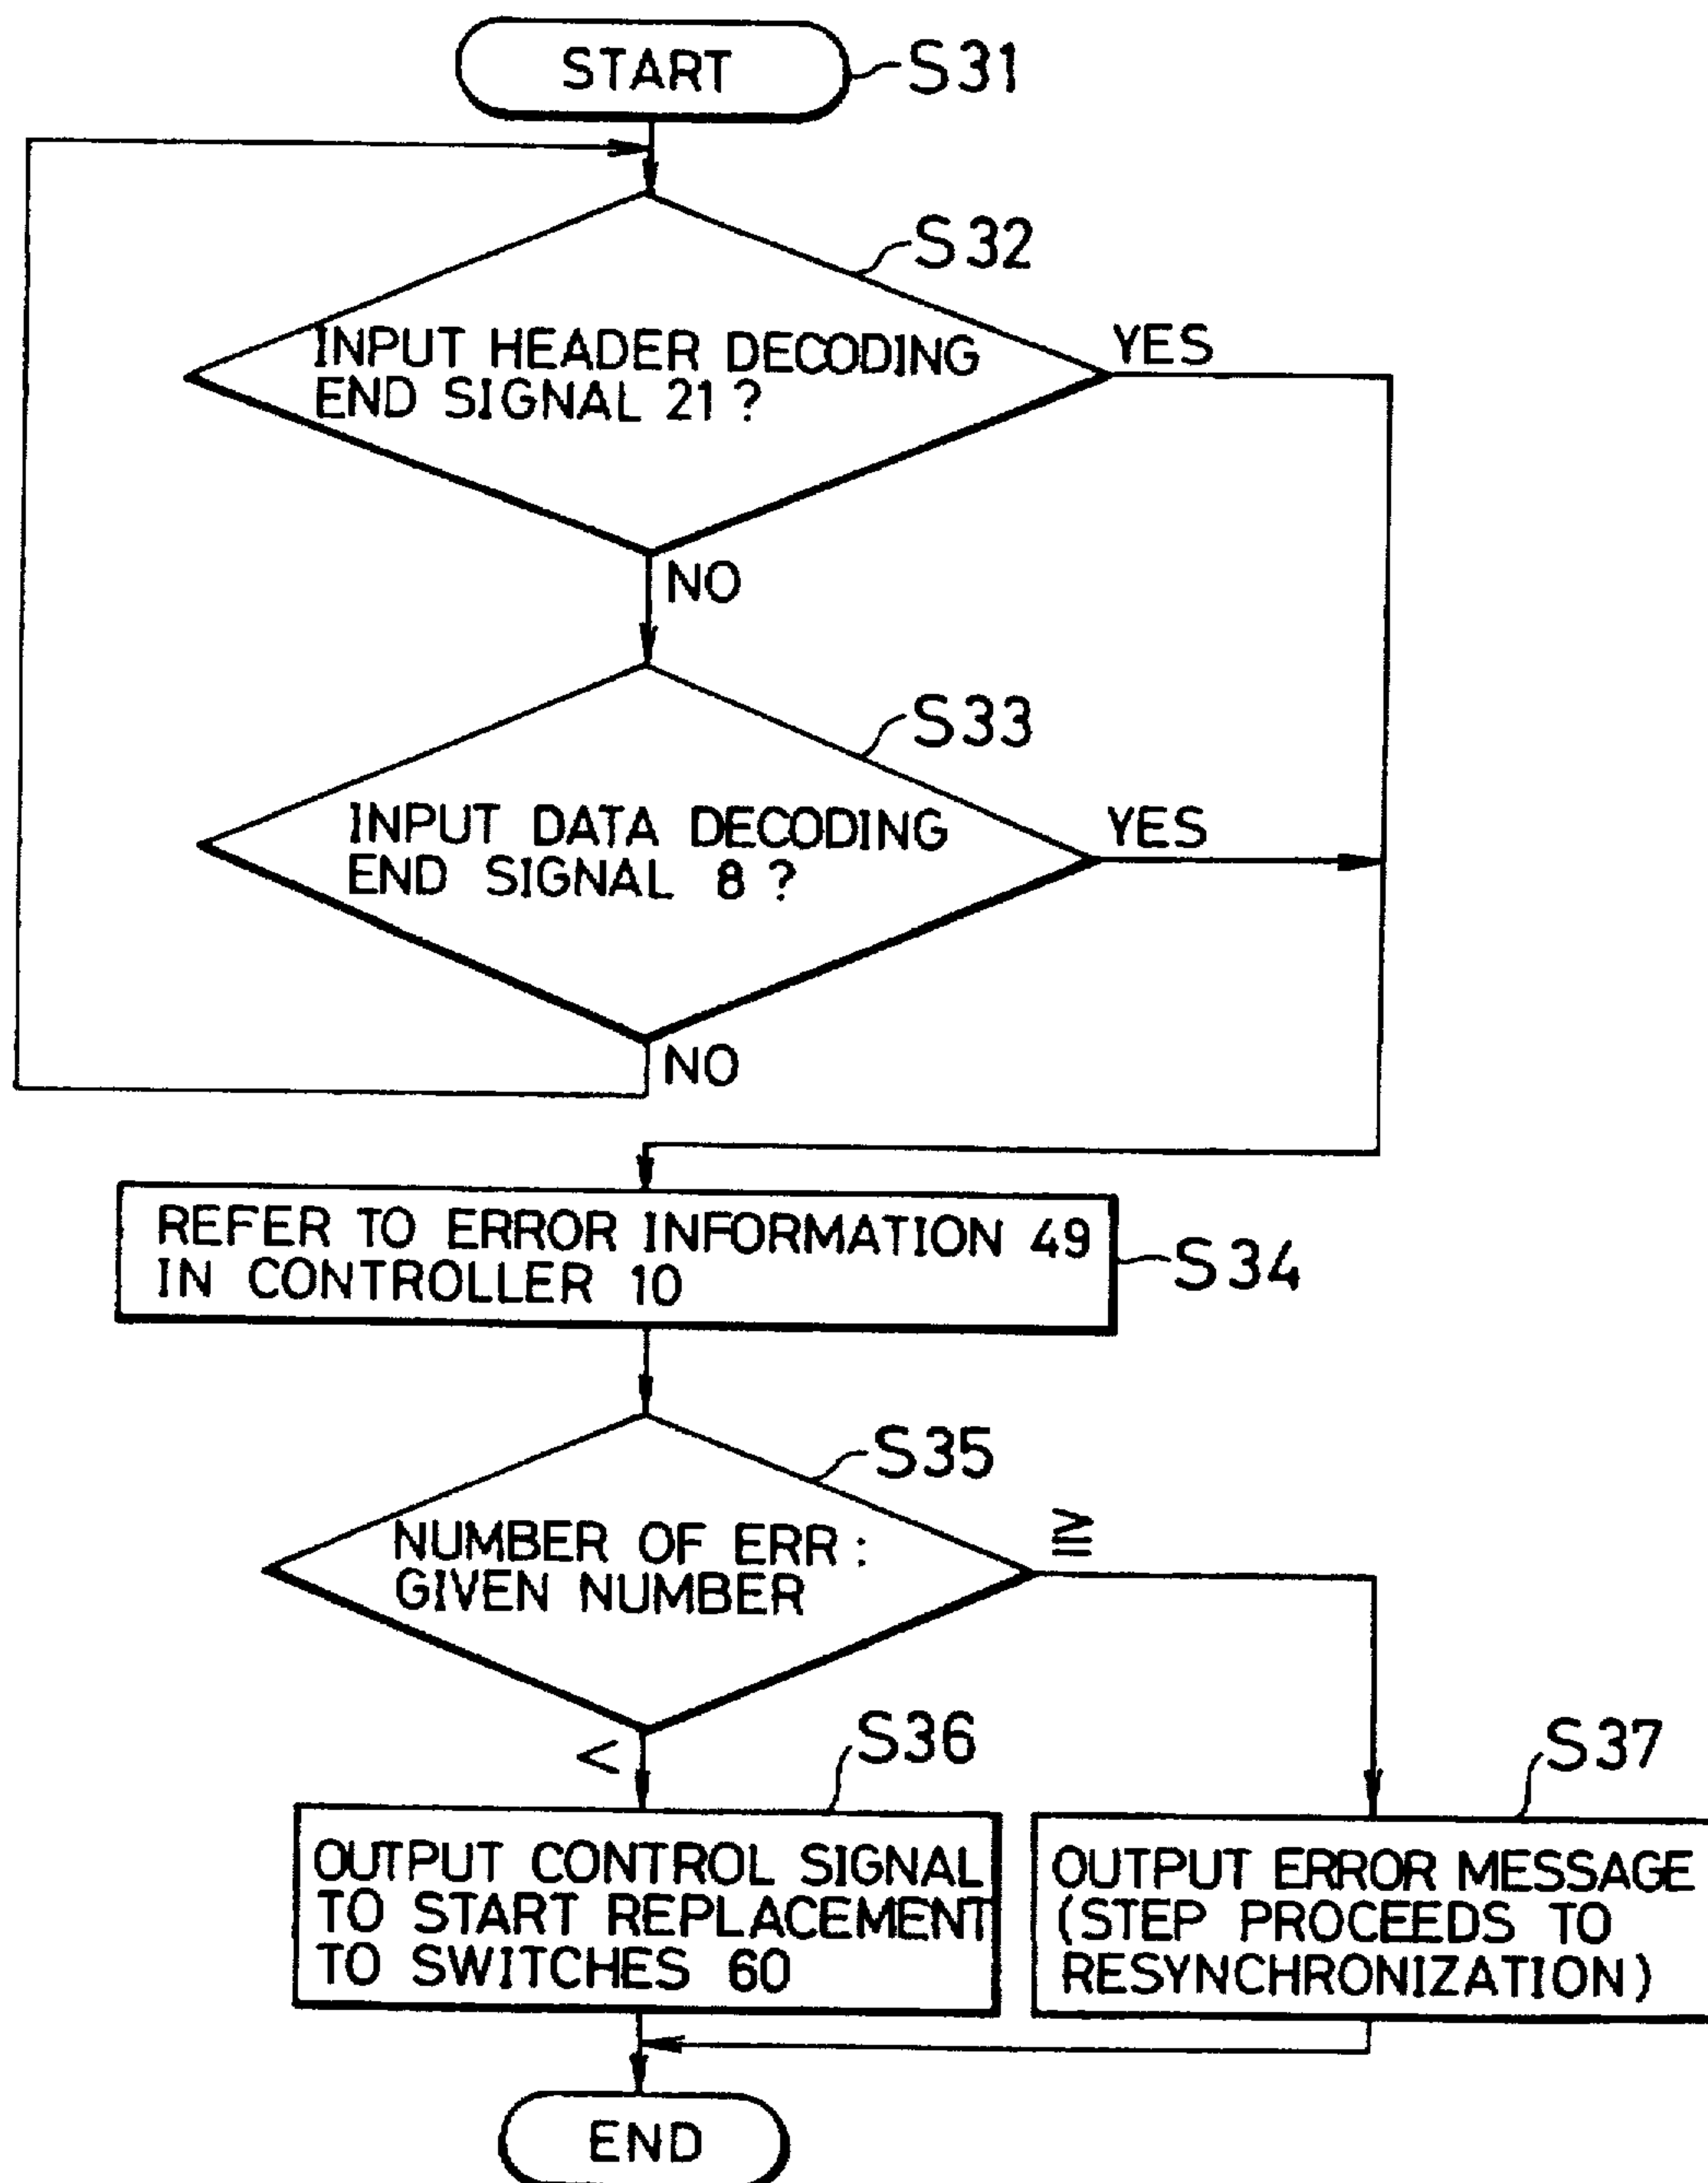 START
S31
S32
INPUT HEADER DECODING
END SIGNAL 21 ?
YES
NO
S33
INPUT DATA DECODING
END SIGNAL 8 ?
YES
NO
REFER TO ERROR INFORMATION 49
IN CONTROLLER 10
S34
S35
NUMBER OF ERR :
GIVEN NUMBER
≧
<
S36
OUTPUT CONTROL SIGNAL
TO START REPLACEMENT
TO SWITCHES 60
S37
OUTPUT ERROR MESSAGE
(STEP PROCEEDS TO
RESYNCHRONIZATION)
END